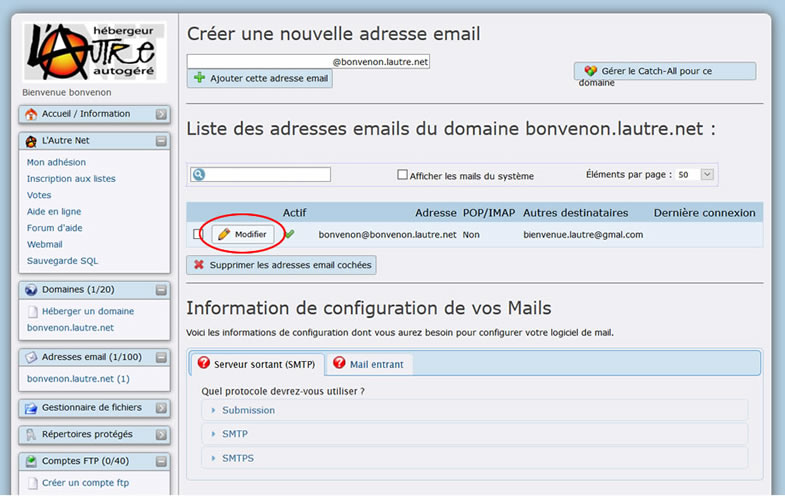 hébergeur
L'Autre
autogéré
Bienvenue bonvenon
Accueil / Information
L'Autre Net
Mon adhésion
Inscription aux listes
Votes
Aide en ligne
Forum d'aide
Webmail
Sauvegarde SQL
Domaines (1/20)
Héberger un domaine
bonvenon.lautre.net
Adresses email (1/100)
bonvenon.lautre.net (1)
Gestionnaire de fichiers
Répertoires protégés
Comptes FTP (0/40)
Créer un compte ftp
Créer une nouvelle adresse email
@bonvenon.lautre.net
Ajouter cette adresse email
Gérer le Catch-All pour ce
domaine
Liste des adresses emails du domaine bonvenon.lautre.net :
Afficher les mails du système
Éléments par page : 50
Actif Adresse POP/IMAP Autres destinataires Dernière connexion
Modifier bonvenon@bonvenon.lautre.net Non bienvenue.lautre@gmal.com
Supprimer les adresses email cochées
Information de configuration de vos Mails
Voici les informations de configuration dont vous aurez besoin pour configurer votre logiciel de mail.
Serveur sortant (SMTP) Mail entrant
Quel protocole devrez-vous utiliser ?
Submission
SMTP
SMTPS